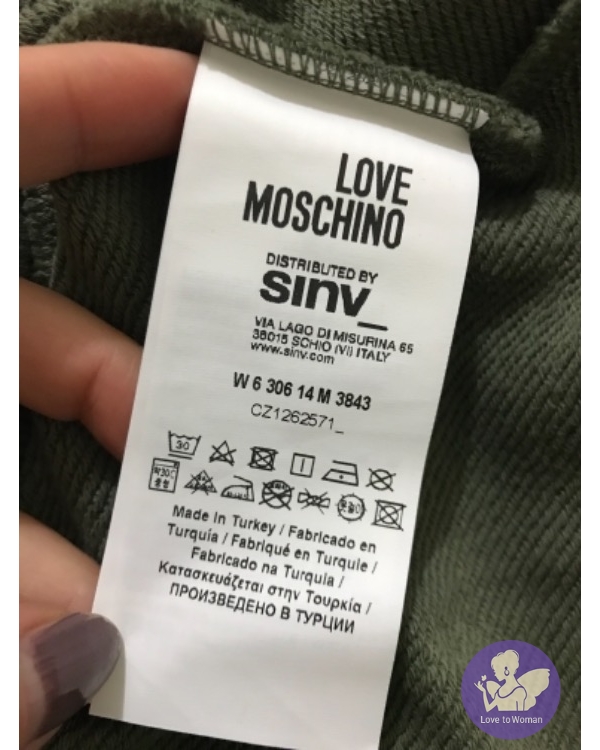 LOVE
MOSCHINO
DISTRIBUTED BY
sinv_
VIA LAGO DI MISURINA 65
36015 SCHIO (VI) ITALY
www.sinv.com
W 6 306 14 M 3843
CZ1262571_
30
Made in Turkey / Fabricado en
Turquía / Fabriqué en Turquie /
Fabricado na Turquia /
Κατασκευάζεται στην Τουρκία /
ПРОИЗВЕДЕНО В ТУРЦИИ
Love to Woman